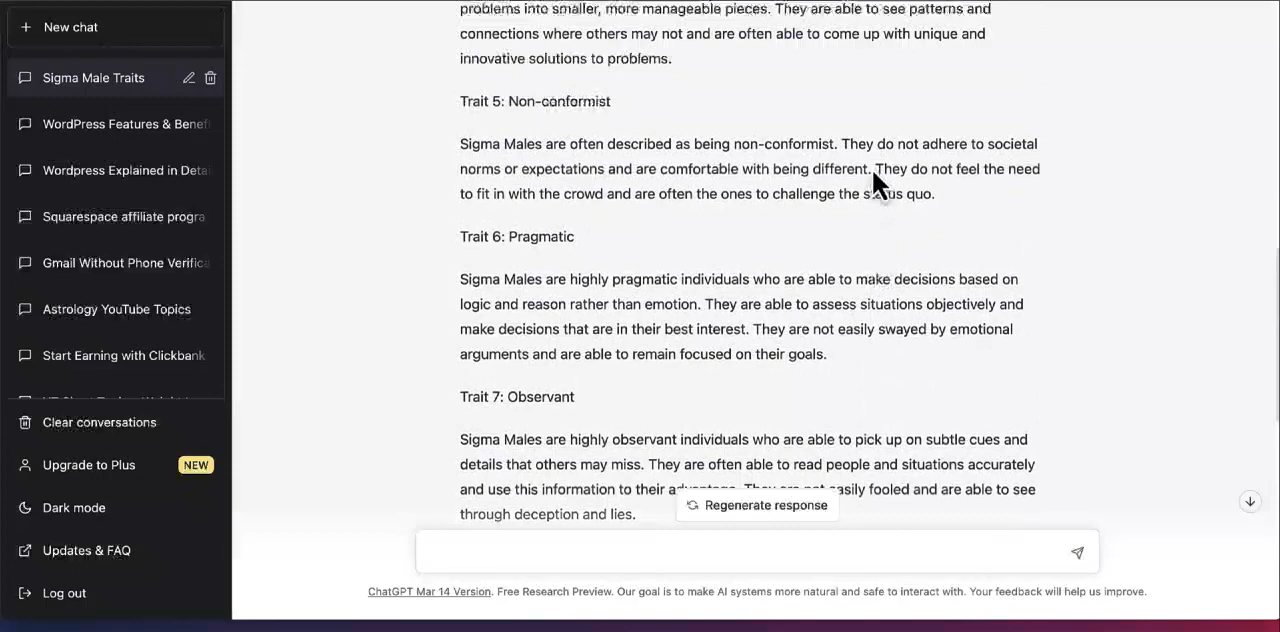 New chat
Sigma Male Traits
WordPress Features & Benef
Wordpress Explained in Detai
Squarespace affiliate progra
Gmail Without Phone Verifica
Astrology YouTube Topics
Start Earning with Clickbank
Clear conversations
Upgrade to Plus NEW
Dark mode
Updates & FAQ
Log out
problems into smaller, more manageable pieces. They are able to see patterns and
connections where others may not and are often able to come up with unique and
innovative solutions to problems.
Trait 5: Non-conformist
Sigma Males are often described as being non-conformist. They do not adhere to societal
norms or expectations and are comfortable with being different. They do not feel the need
to fit in with the crowd and are often the ones to challenge the status quo.
Trait 6: Pragmatic
Sigma Males are highly pragmatic individuals who are able to make decisions based on
logic and reason rather than emotion. They are able to assess situations objectively and
make decisions that are in their best interest. They are not easily swayed by emotional
arguments and are able to remain focused on their goals.
Trait 7: Observant
Sigma Males are highly observant individuals who are able to pick up on subtle cues and
details that others may miss. They are often able to read people and situations accurately
and use this information to their advantage. They are not easily fooled and are able to see
through deception and lies.
Regenerate response
ChatGPT Mar 14 Version. Free Research Preview. Our goal is to make AI systems more natural and safe to interact with. Your feedback will help us improve.